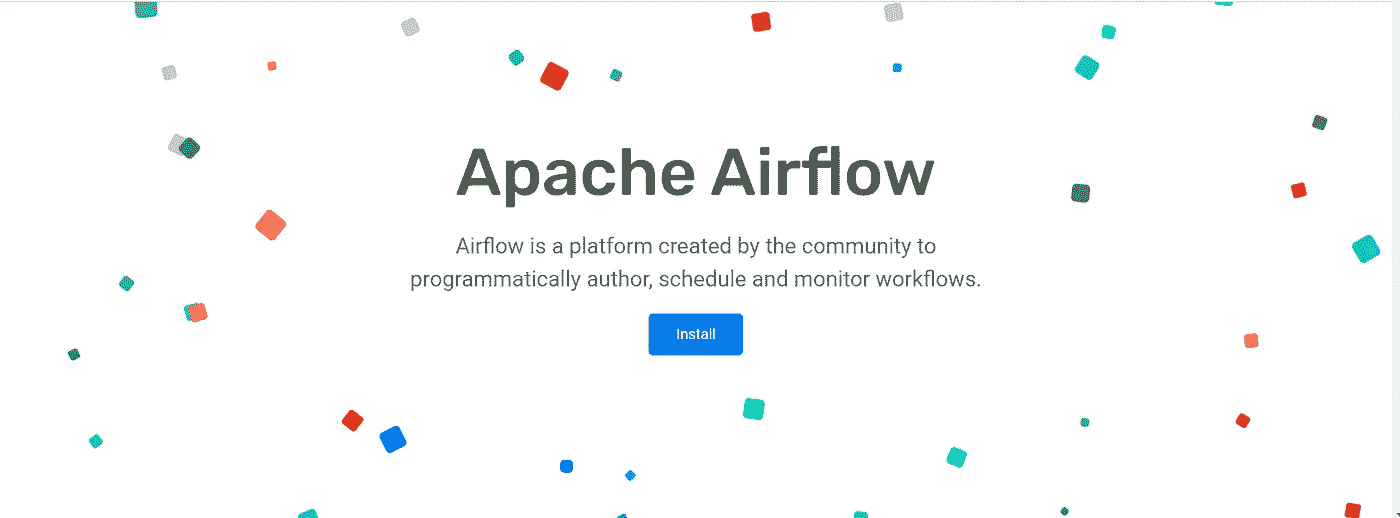 Apache Airflow
Airflow is a platform created by the community to
programmatically author, schedule and monitor workflows.
Install